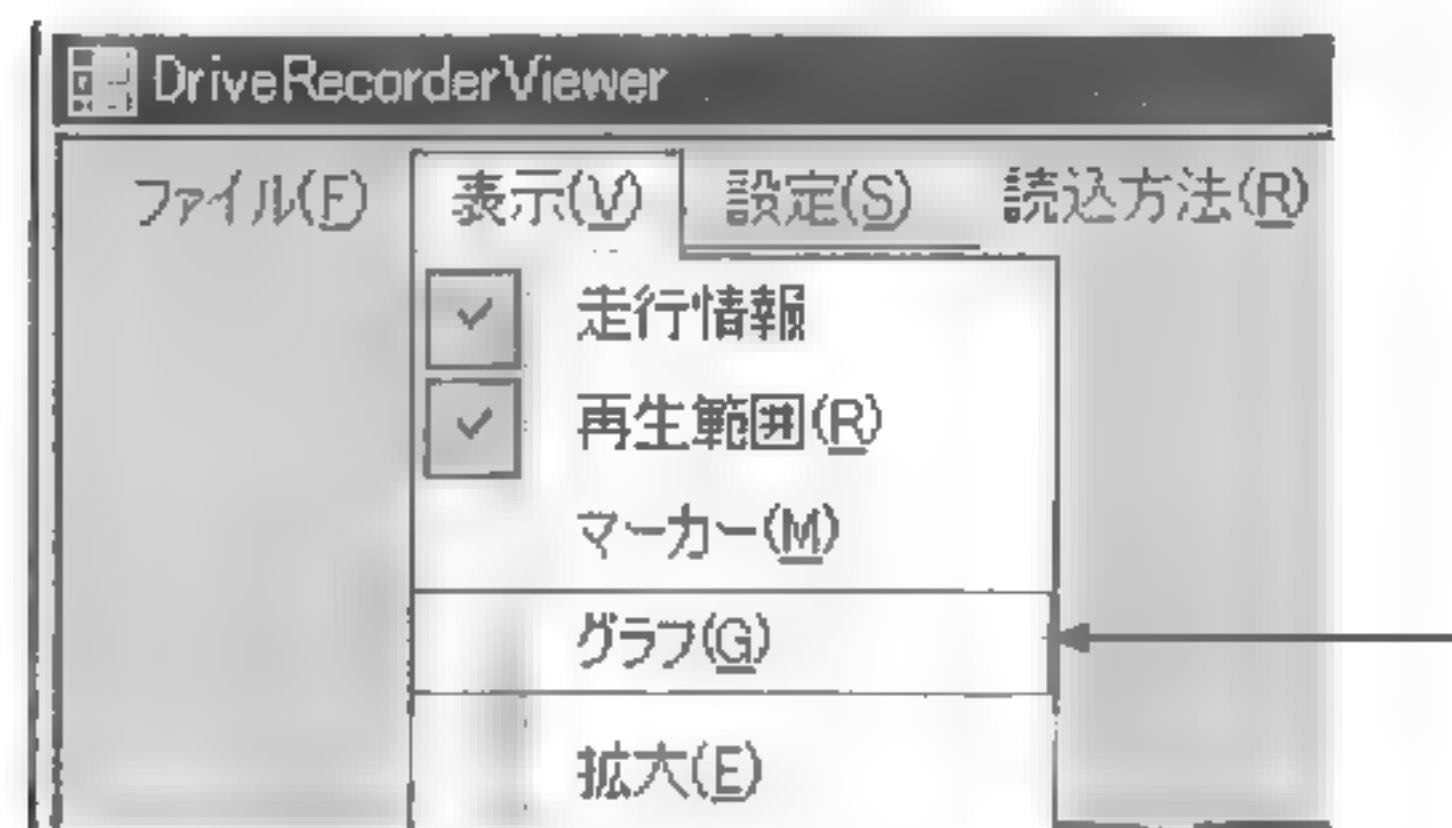 DriveRecorderViewer
ファイル(F) 表示(V) 設定(S) 読込方法(R)
走行情報
再生範囲(R)
マーカー(M)
グラフ(G)
拡大(E)